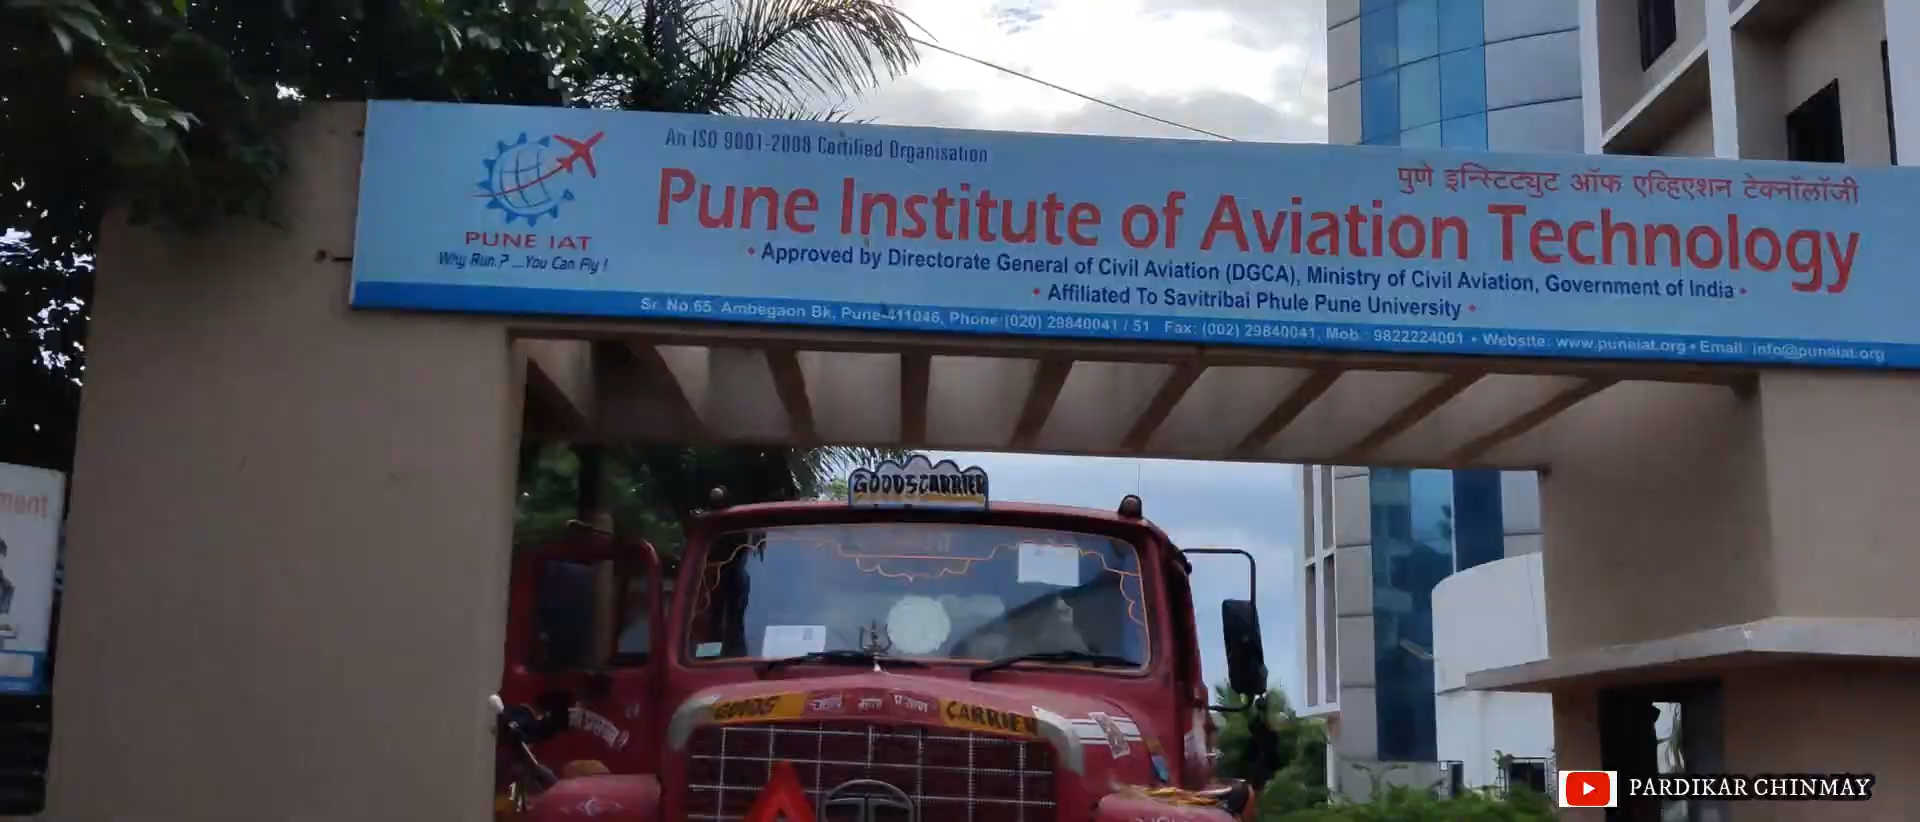 An ISO 9001-2008 Certified Organisation
पुणे इन्स्टिट्युट ऑफ एव्हिएशन टेक्नॉलॉजी
Pune Institute of Aviation Technology
PUNE IAT
Why Run.? ...You Can Fly !
• Approved by Directorate General of Civil Aviation (DGCA), Ministry of Civil Aviation, Government of India •
• Affiliated To Savitribai Phule Pune University •
Sr. No.65, Ambegaon Bk, Pune-411046, Phone:(020) 29840041 / 51 Fax: (002) 29840041, Mob.: 9822224001 • Website: www.puneiat.org • Email: info@puneiat.org
GOODS CARRIER
GOODS
CARRIER
ment
PARDIKAR CHINMAY